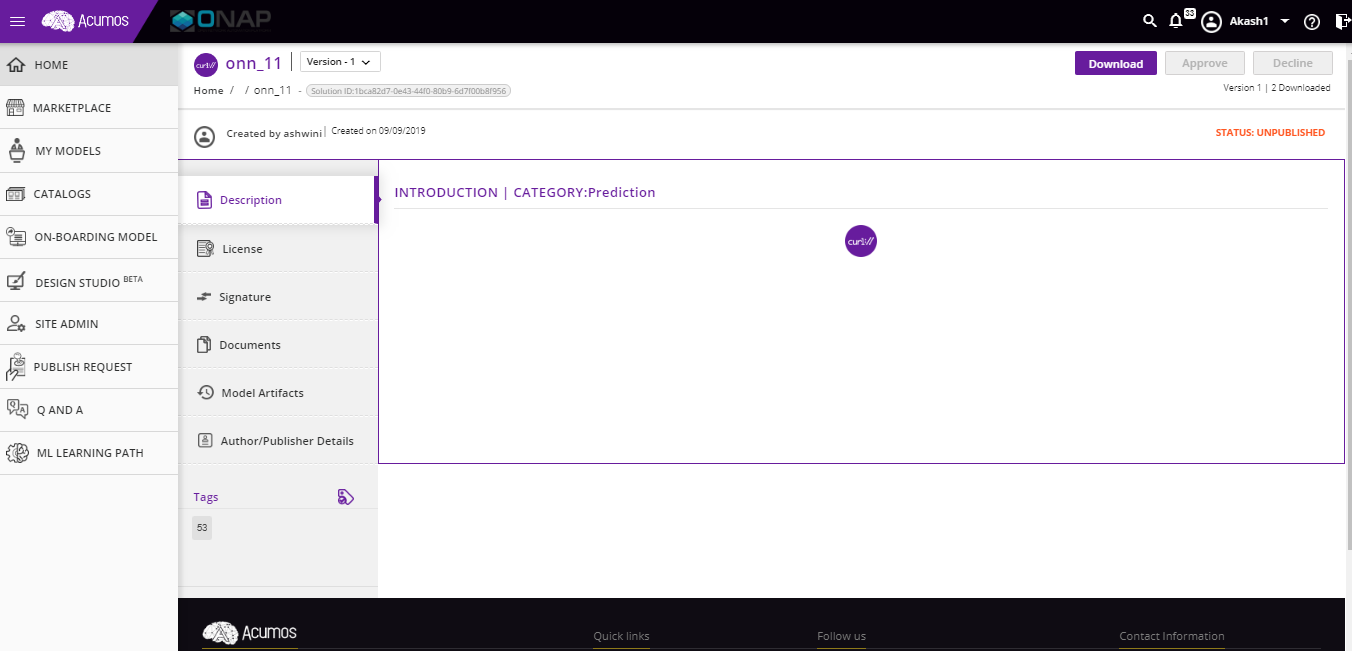 Acumos
ONAP
33
Akash1
HOME
MARKETPLACE
MY MODELS
CATALOGS
ON-BOARDING MODEL
DESIGN STUDIO BETA
SITE ADMIN
PUBLISH REQUEST
Q AND A
ML LEARNING PATH
curl://
onn_11
Version - 1
Download
Approve
Decline
Home / / onn_11 - Solution ID:1bca82d7-0e43-44f0-80b9-6d7f00b8f956
Version 1 | 2 Downloaded
Created by ashwini | Created on 09/09/2019
STATUS: UNPUBLISHED
Description
License
Signature
Documents
Model Artifacts
Author/Publisher Details
Tags
53
INTRODUCTION | CATEGORY:Prediction
curl://
Acumos
Quick links
Follow us
Contact Information